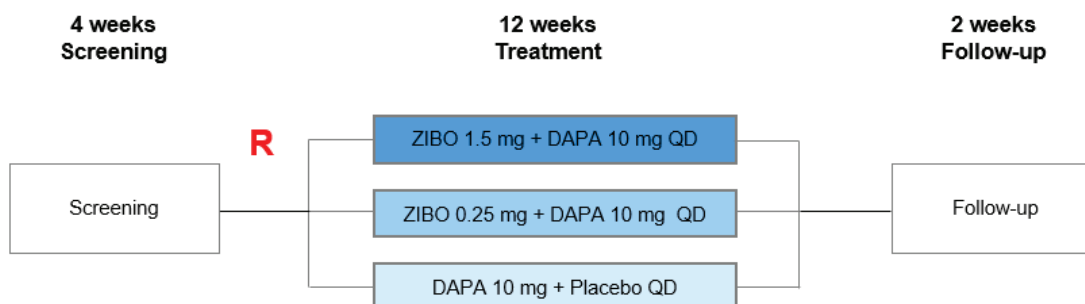 4 weeks
Screening
12 weeks
Treatment
2 weeks
Follow-up
R
ZIBO 1.5 mg + DAPA 10 mg QD
Screening
ZIBO 0.25 mg + DAPA 10 mg  QD
Follow-up
DAPA 10 mg + Placebo QD